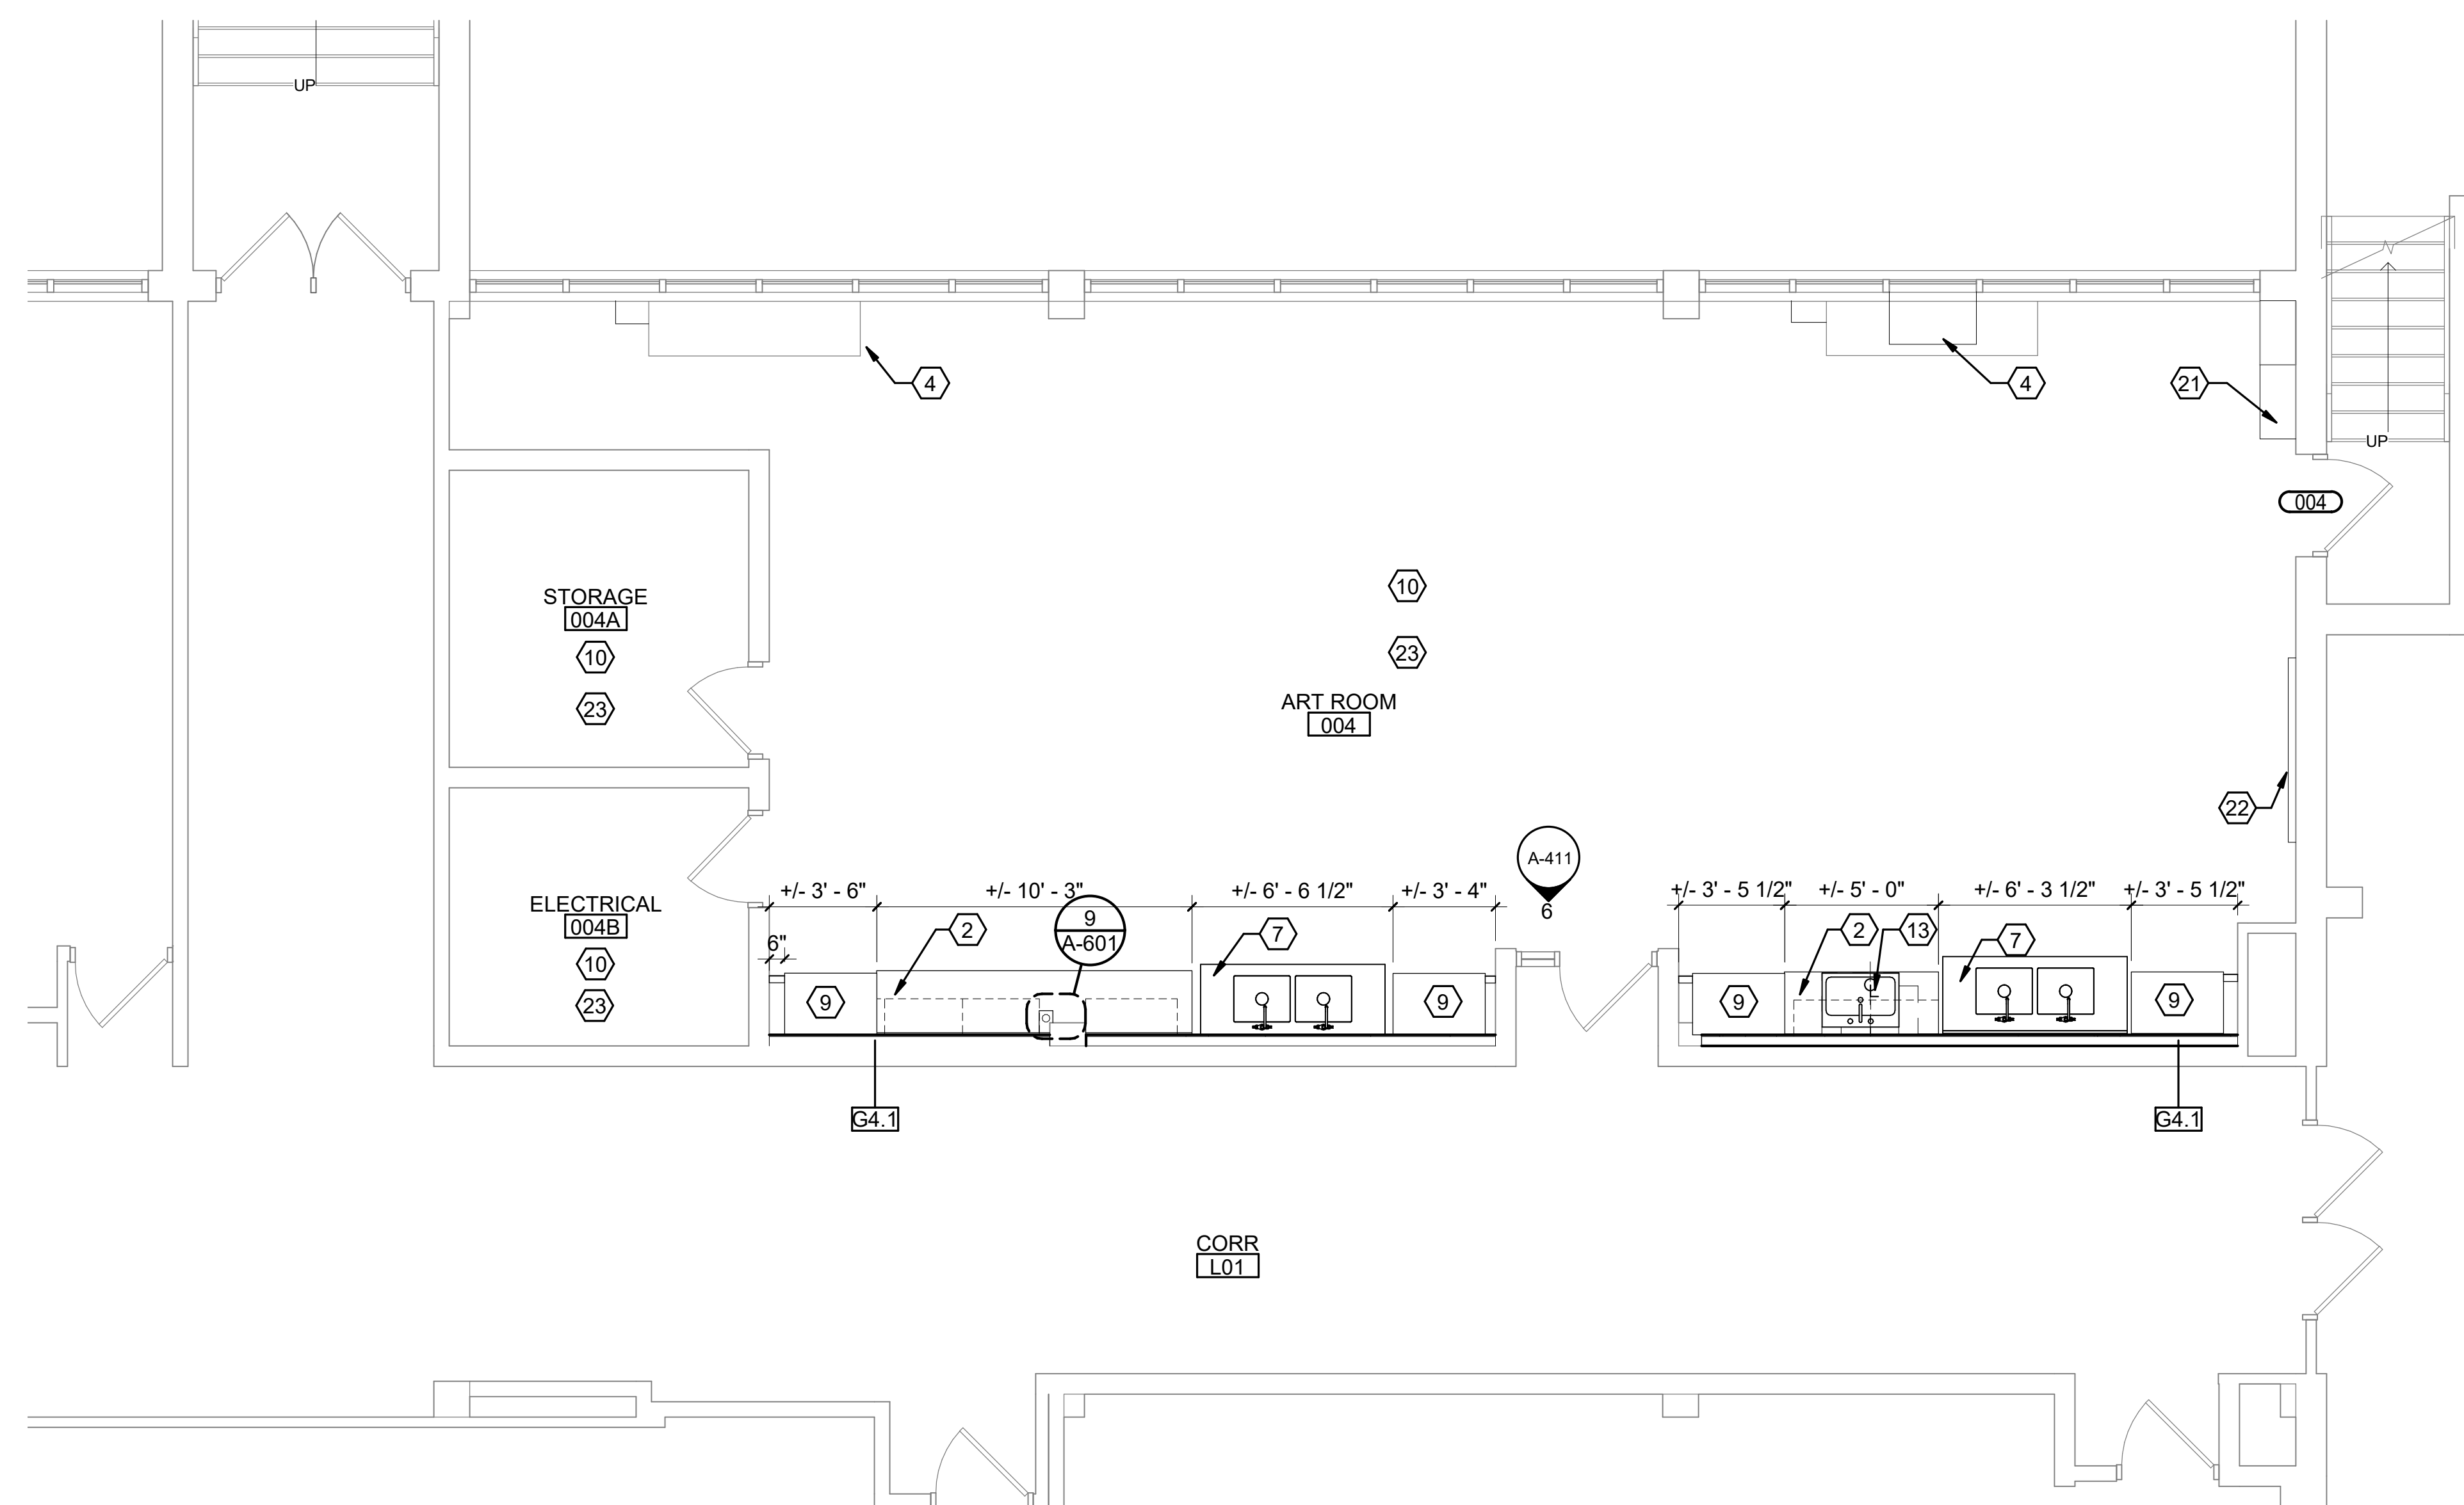 UP
4
4
21
UP
004
10
STORAGE
004A
10
23
23
ART ROOM
004
22
A-411
6
+/- 3' - 6"
+/- 10' - 3"
+/- 6' - 6 1/2"
+/- 3' - 4"
+/- 3' - 5 1/2"
+/- 5' - 0"
+/- 6' - 3 1/2"
+/- 3' - 5 1/2"
ELECTRICAL
004B
10
23
6"
2
9
A-601
7
2
13
7
9
9
9
9
G4.1
G4.1
CORR
L01